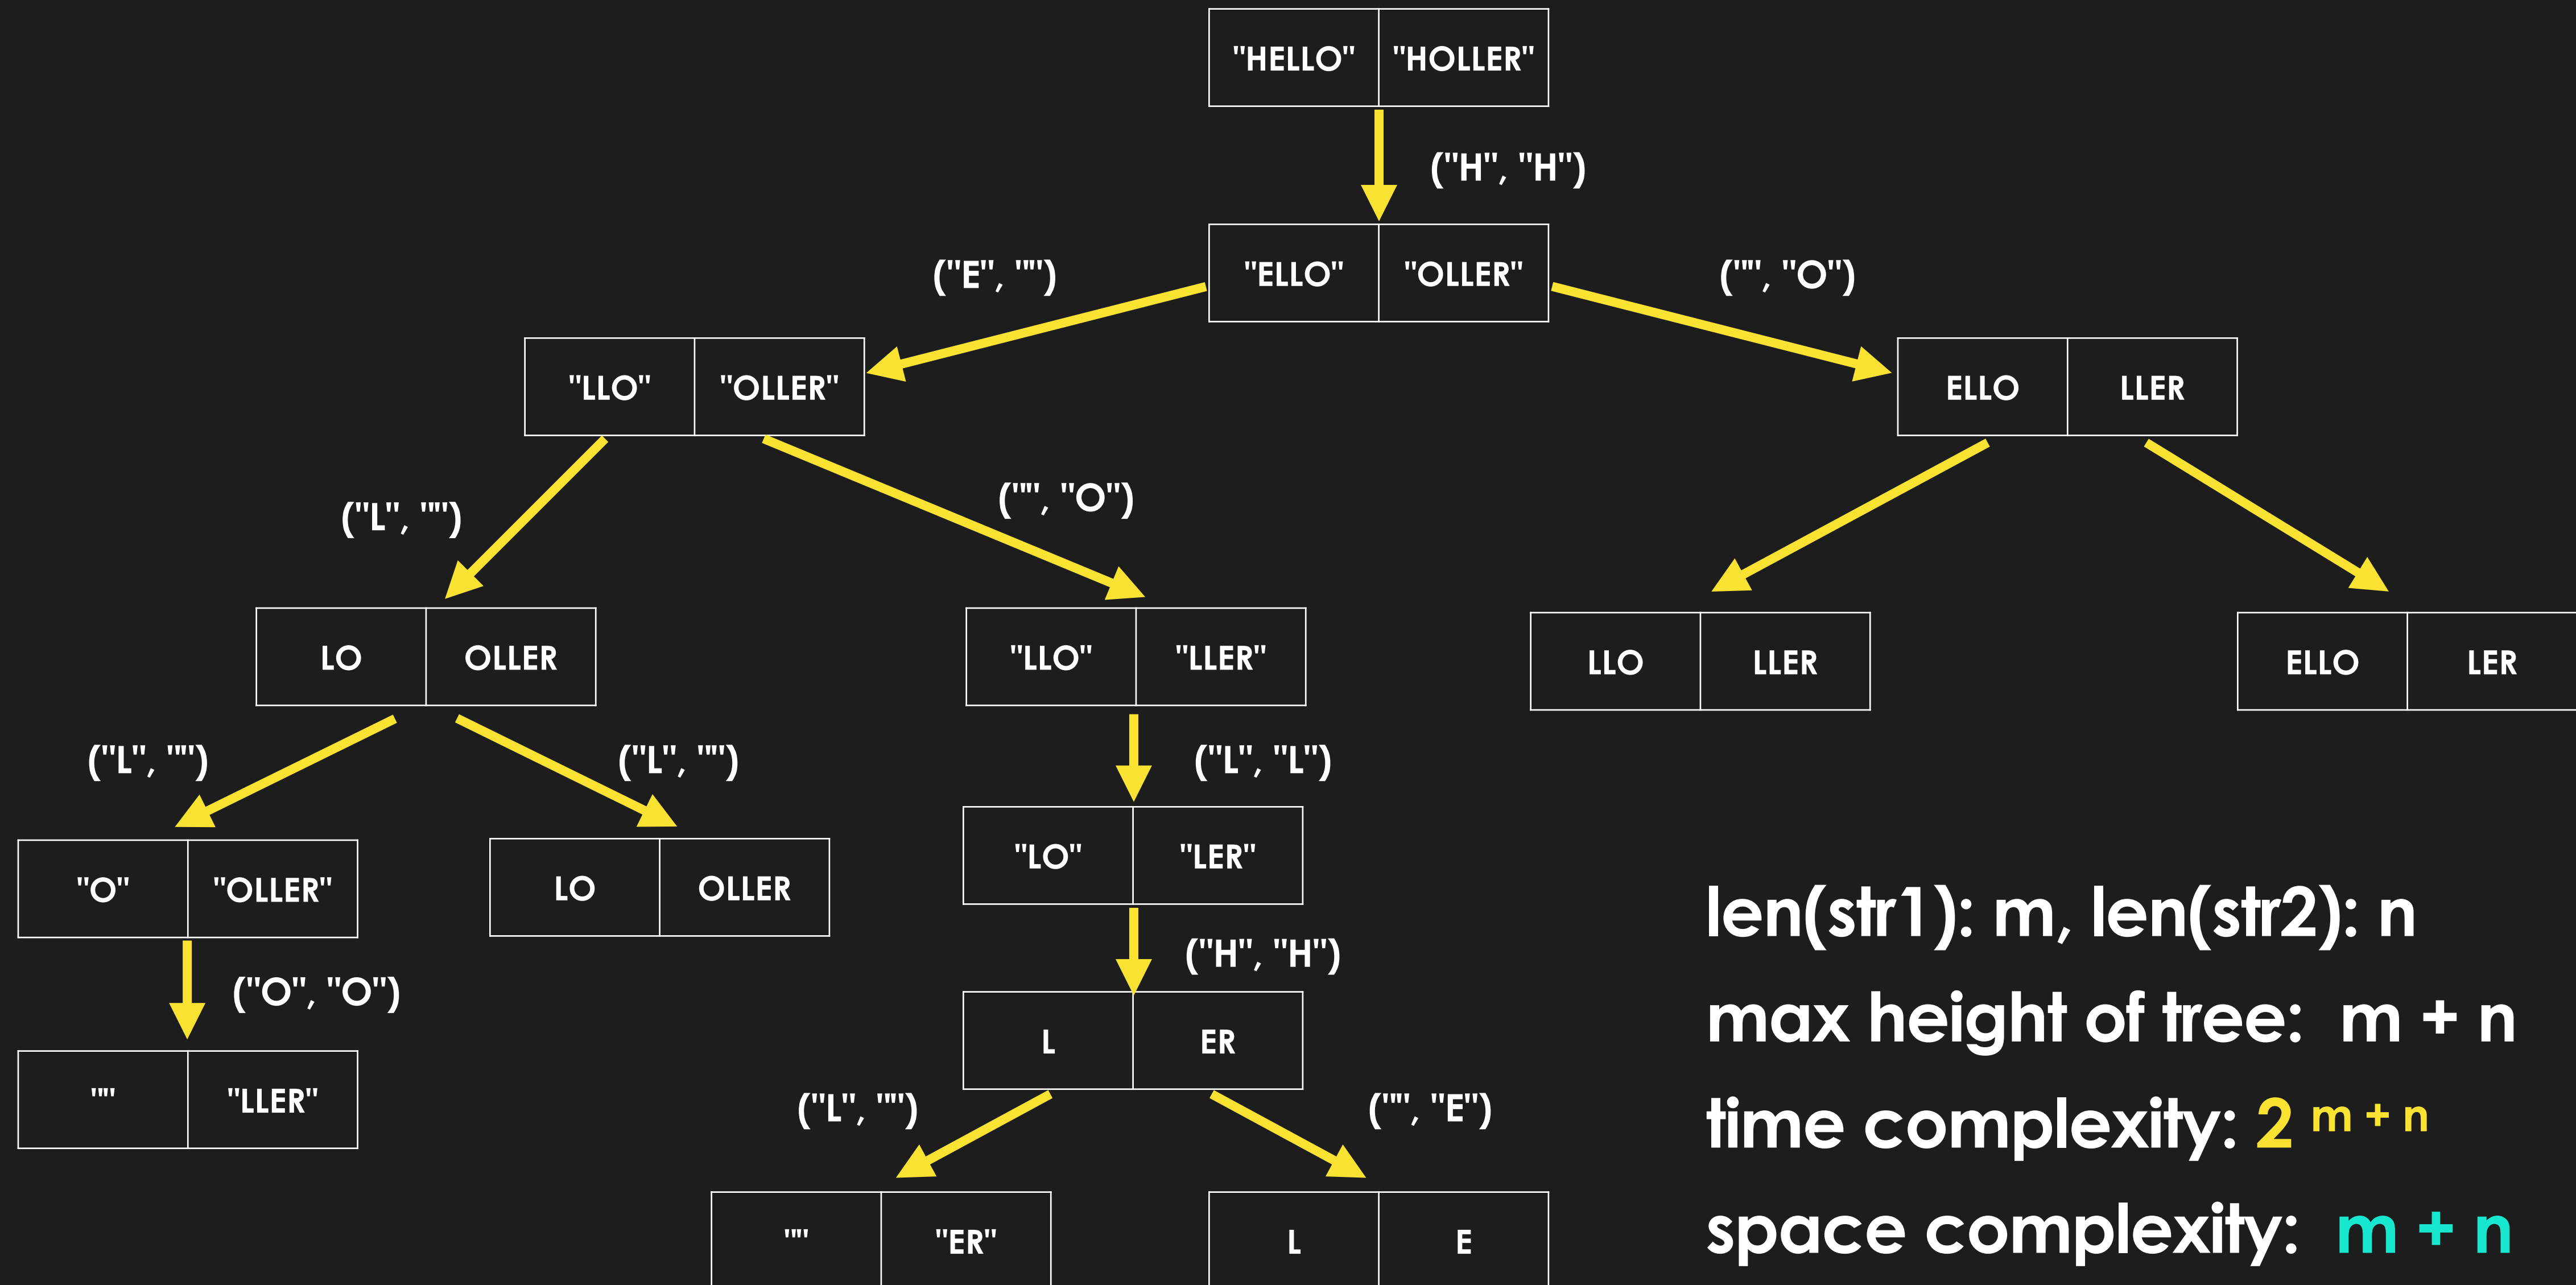 "HELLO" "HOLLER"
("H", "H")
("E", "")
"ELLO" "OLLER"
("", "O")
"LLO" "OLLER"
ELLO LLER
("L", "")
("", "O")
LO OLLER
"LLO" "LLER"
LLO LLER
ELLO LER
("L", "")
("L", "")
("L", "L")
"O" "OLLER"
LO OLLER
"LO" "LER"
("O", "O")
("H", "H")
"" "LLER"
L ER
("L", "")
("", "E")
"" "ER"
L E
len(str1): m, len(str2): n
max height of tree: m + n
time complexity: 2 m + n
space complexity: m + n